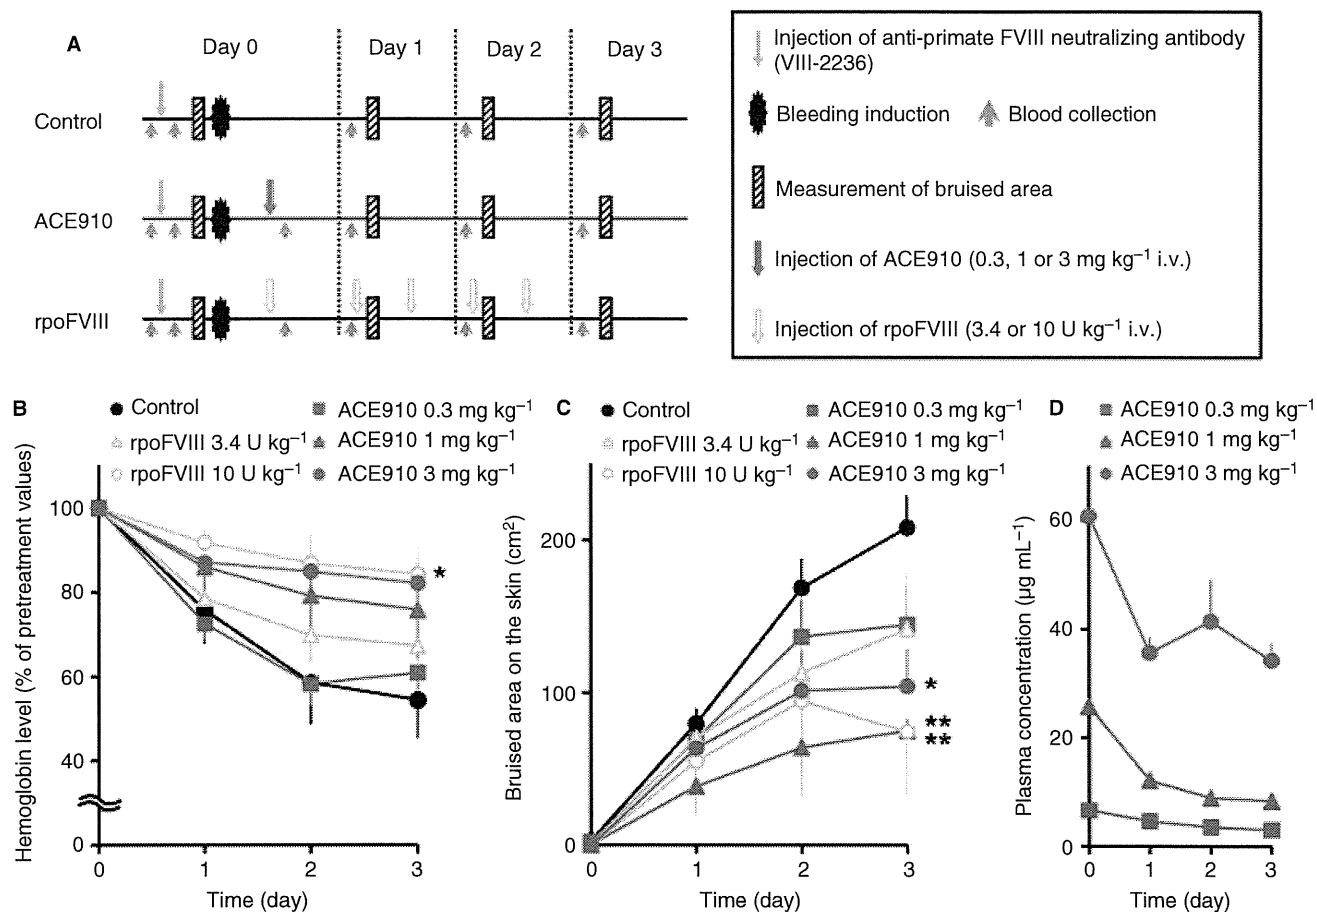 A
Day 0
Day 1
Day 2
Day 3
Control
ACE910
rpoFVIII
Injection of anti-primate FVIII neutralizing antibody
(VIII-2236)
Bleeding induction
Blood collection
Measurement of bruised area
Injection of ACE910 (0.3, 1 or 3 mg kg⁻¹ i.v.)
Injection of rpoFVIII (3.4 or 10 U kg⁻¹ i.v.)
B
Control
rpoFVIII 3.4 U kg⁻¹
rpoFVIII 10 U kg⁻¹
ACE910 0.3 mg kg⁻¹
ACE910 1 mg kg⁻¹
ACE910 3 mg kg⁻¹
Hemoglobin level (% of pretreatment values)
100
80
60
40
0
*
0 1 2 3
Time (day)
C
Control
rpoFVIII 3.4 U kg⁻¹
rpoFVIII 10 U kg⁻¹
ACE910 0.3 mg kg⁻¹
ACE910 1 mg kg⁻¹
ACE910 3 mg kg⁻¹
Bruised area on the skin (cm²)
200
100
0
*
**
**
0 1 2 3
Time (day)
D
ACE910 0.3 mg kg⁻¹
ACE910 1 mg kg⁻¹
ACE910 3 mg kg⁻¹
Plasma concentration (µg mL⁻¹)
60
40
20
0
0 1 2 3
Time (day)